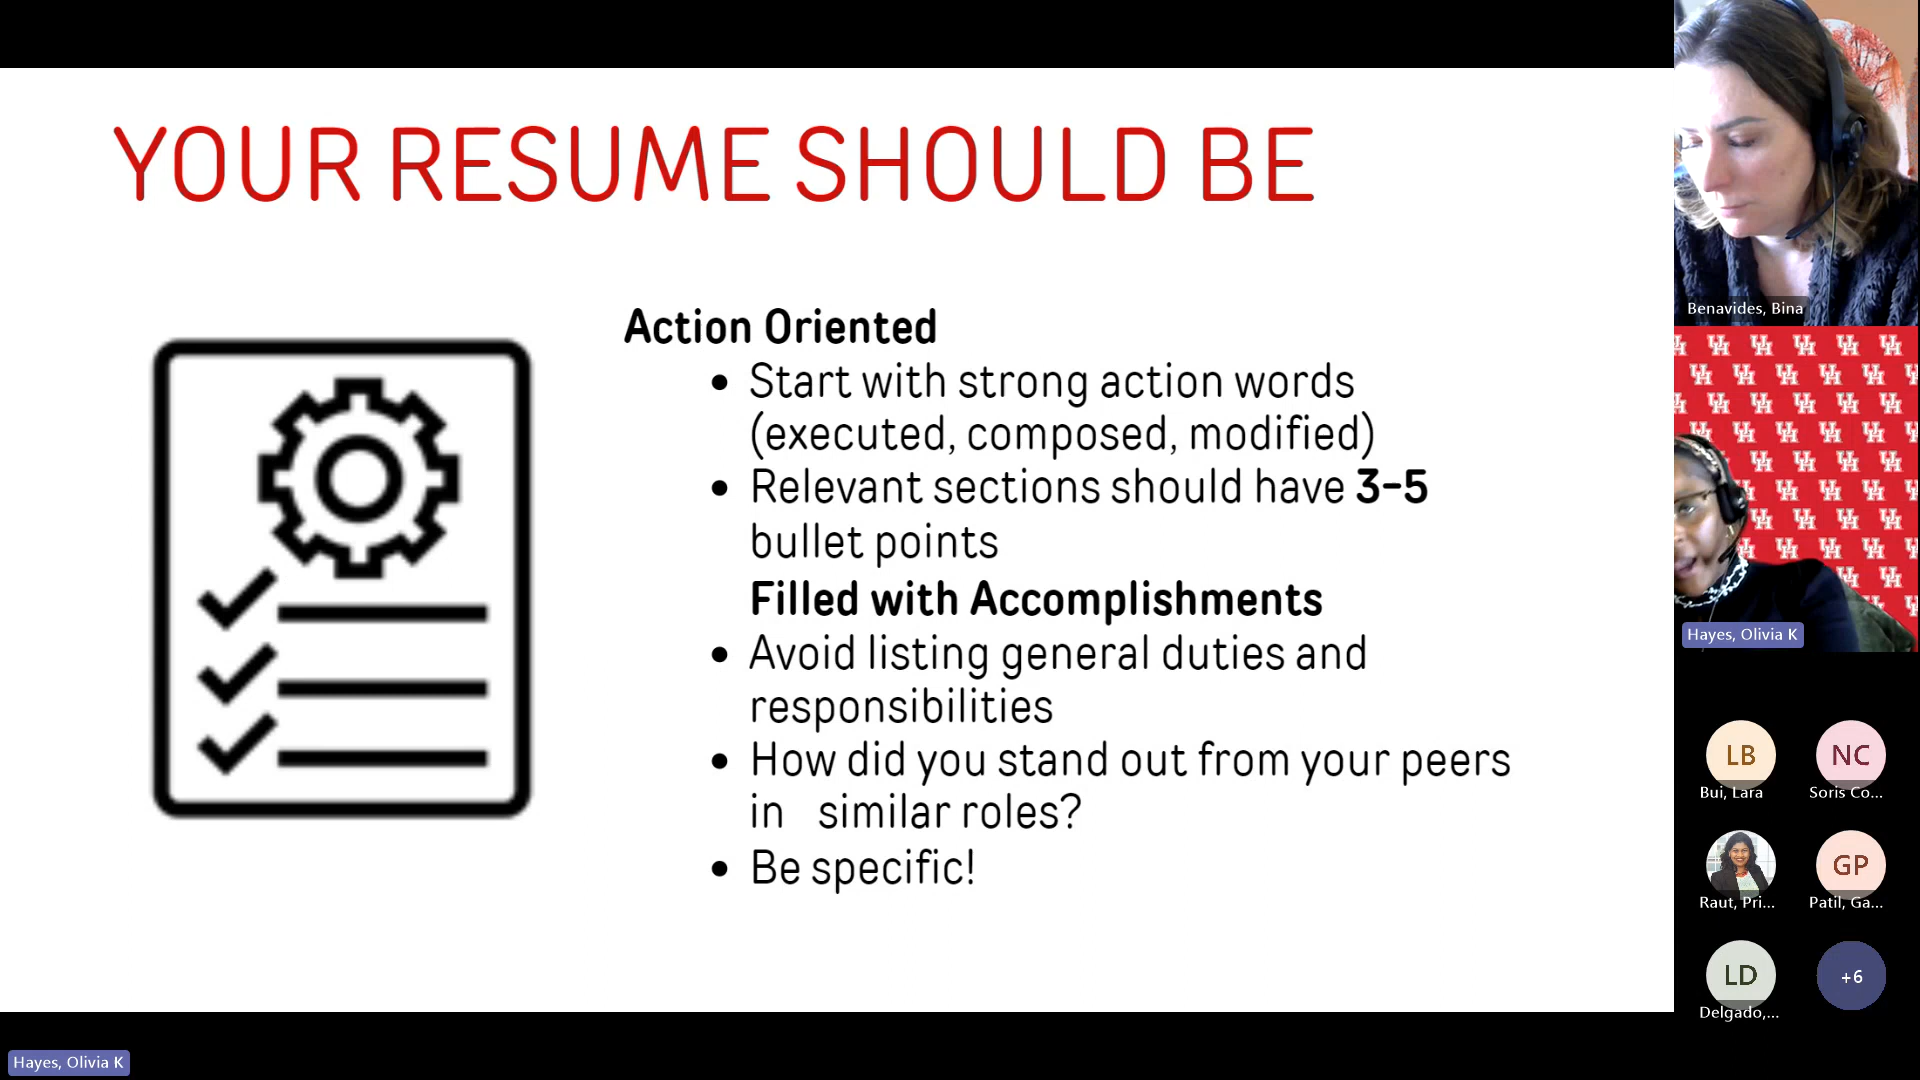 YOUR RESUME SHOULD BE
Action Oriented
• Start with strong action words
(executed, composed, modified)
• Relevant sections should have 3-5
bullet points
Filled with Accomplishments
• Avoid listing general duties and
responsibilities
• How did you stand out from your peers
in similar roles?
• Be specific!
Benavides, Bina
Hayes, Olivia K
LB
Bui, Lara
NC
Soris Co...
Raut, Pri...
GP
Patil, Ga...
LD
Delgado,...
+6
Hayes, Olivia K